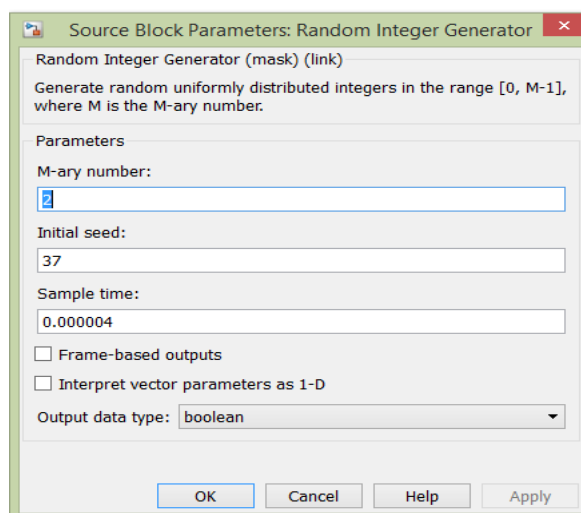 Source Block Parameters: Random Integer Generator
Random Integer Generator (mask) (link)
Generate random uniformly distributed integers in the range [0, M-1],
where M is the M-ary number.
Parameters
M-ary number:
2
Initial seed:
37
Sample time:
0.000004
Frame-based outputs
Interpret vector parameters as 1-D
Output data type: boolean
OK Cancel Help Apply